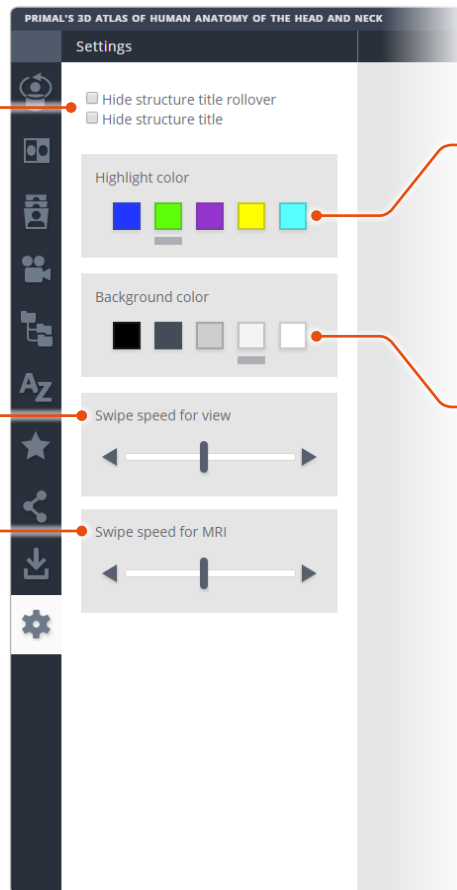 PRIMAL'S 3D ATLAS OF HUMAN ANATOMY OF THE HEAD AND NECK
Settings
Hide structure title rollover
Hide structure title
Highlight color
Background color
AZ
Swipe speed for view
Swipe speed for MRI